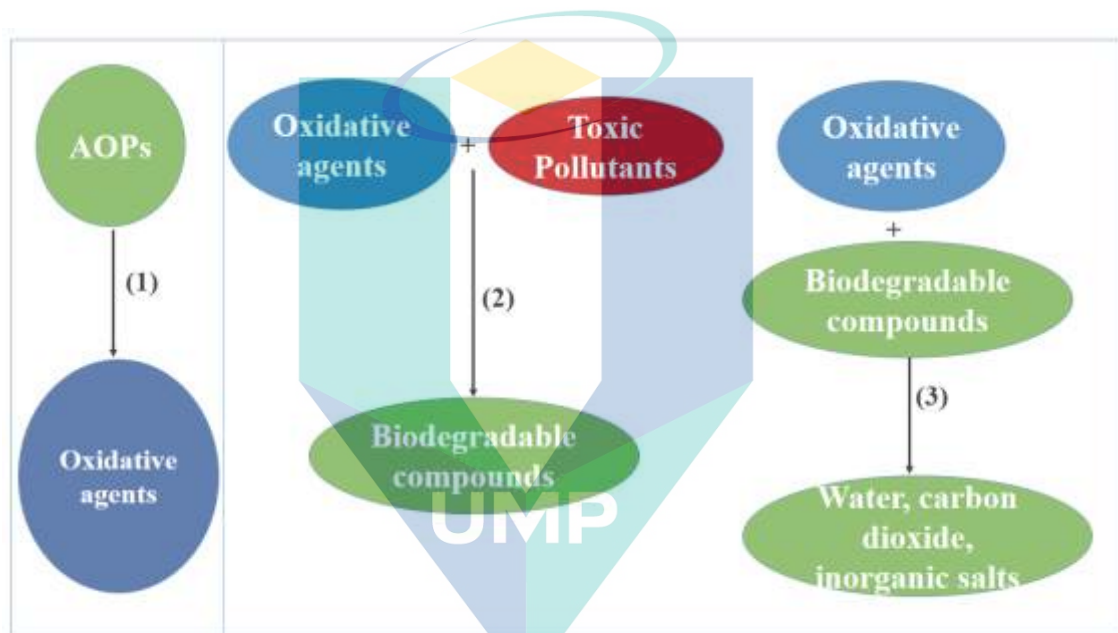 AOPs
(1)
Oxidative
agents
Oxidative
agents
+
Toxic
Pollutants
(2)
Biodegradable
compounds
UMP
Oxidative
agents
+
Biodegradable
compounds
(3)
Water, carbon
dioxide,
inorganic salts